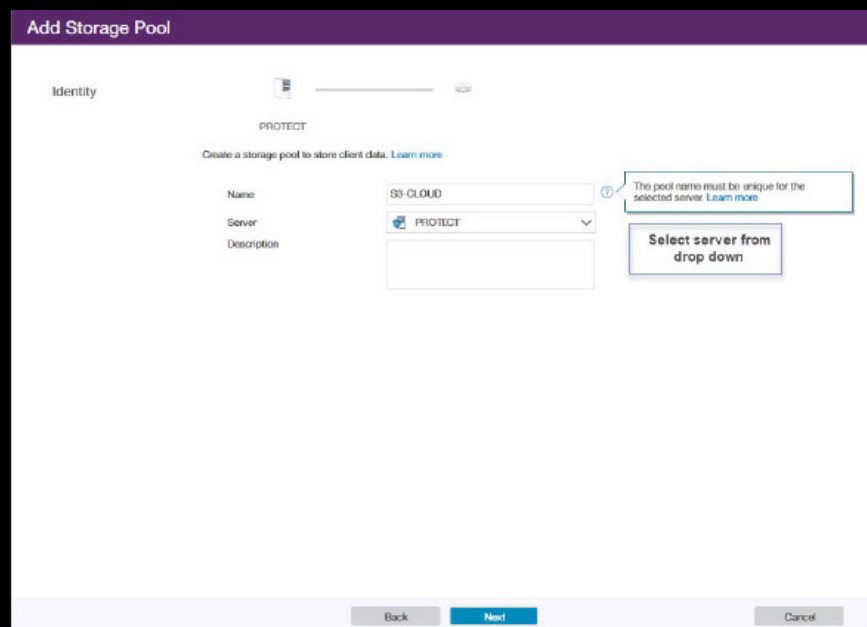 Add Storage Pool
Identity
PROTECT
Create a storage pool to store client data. Learn more
Name
S3-CLOUD
The pool name must be unique for the
selected server. Learn more
Server
PROTECT
Select server from
drop down
Description
Back
Next
Cancel